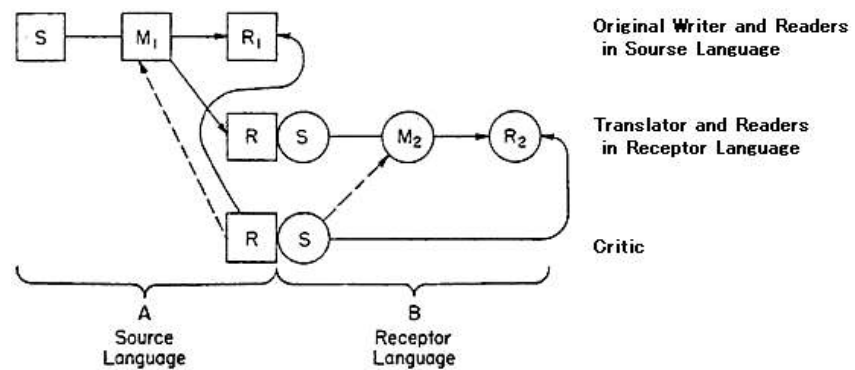 S M₁ R₁ Original Writer and Readers
in Sourse Language
R S M₂ R₂ Translator and Readers
in Receptor Language
R S Critic
A B
Source Receptor
Language Language